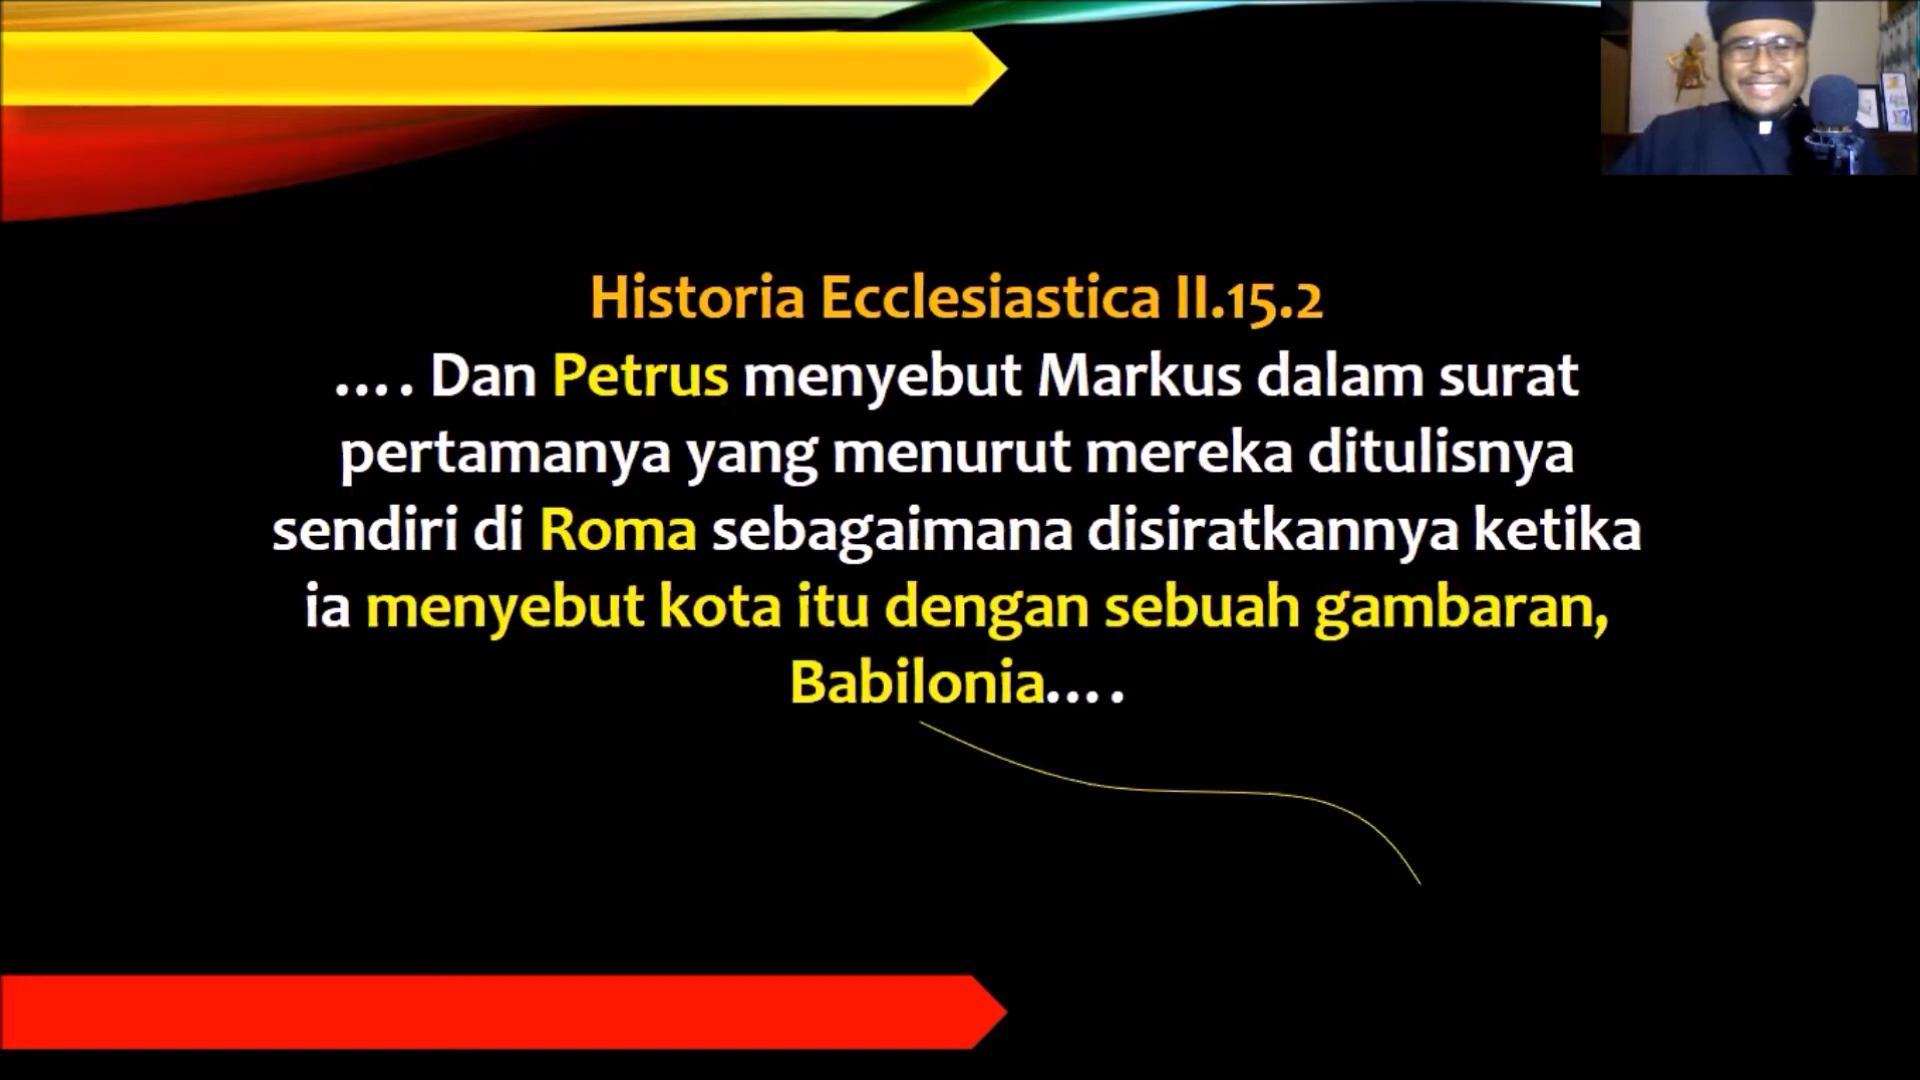 Historia Ecclesiastica II.15.2
.... Dan Petrus menyebut Markus dalam surat
pertamanya yang menurut mereka ditulisnya
sendiri di Roma sebagaimana disiratkannya ketika
ia menyebut kota itu dengan sebuah gambaran,
Babilonia....